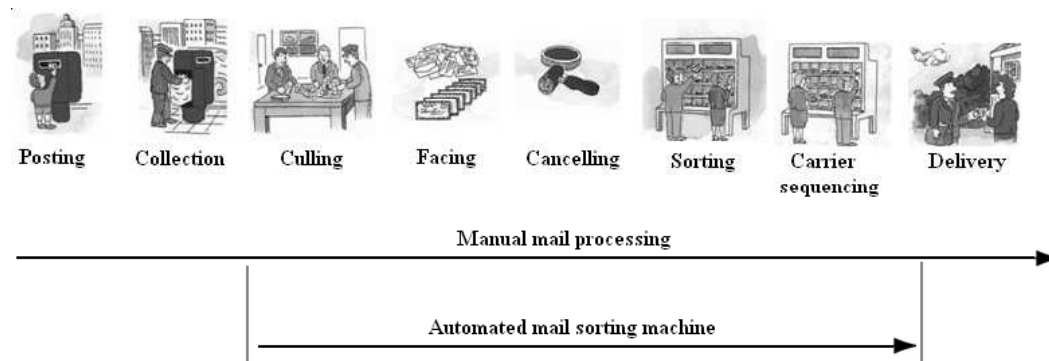 Posting
Collection
Culling
Facing
Cancelling
Sorting
Carrier
sequencing
Delivery
Manual mail processing
Automated mail sorting machine